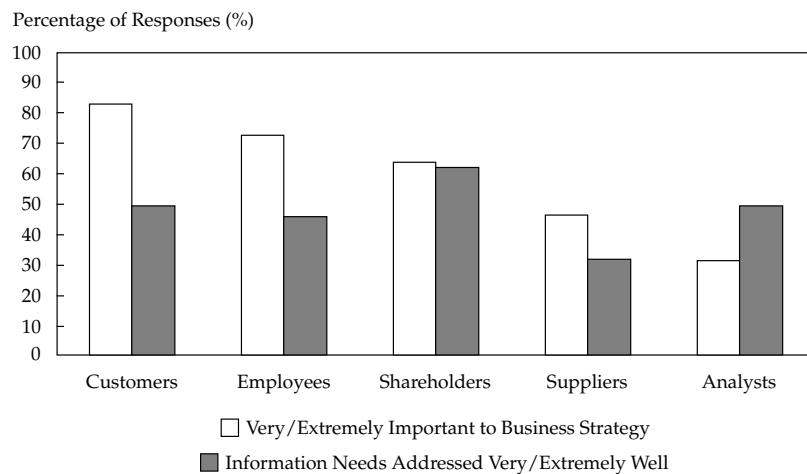 Percentage of Responses (%)
100
90
80
70
60
50
40
30
20
10
0
Customers Employees Shareholders Suppliers Analysts
Very/Extremely Important to Business Strategy
Information Needs Addressed Very/Extremely Well